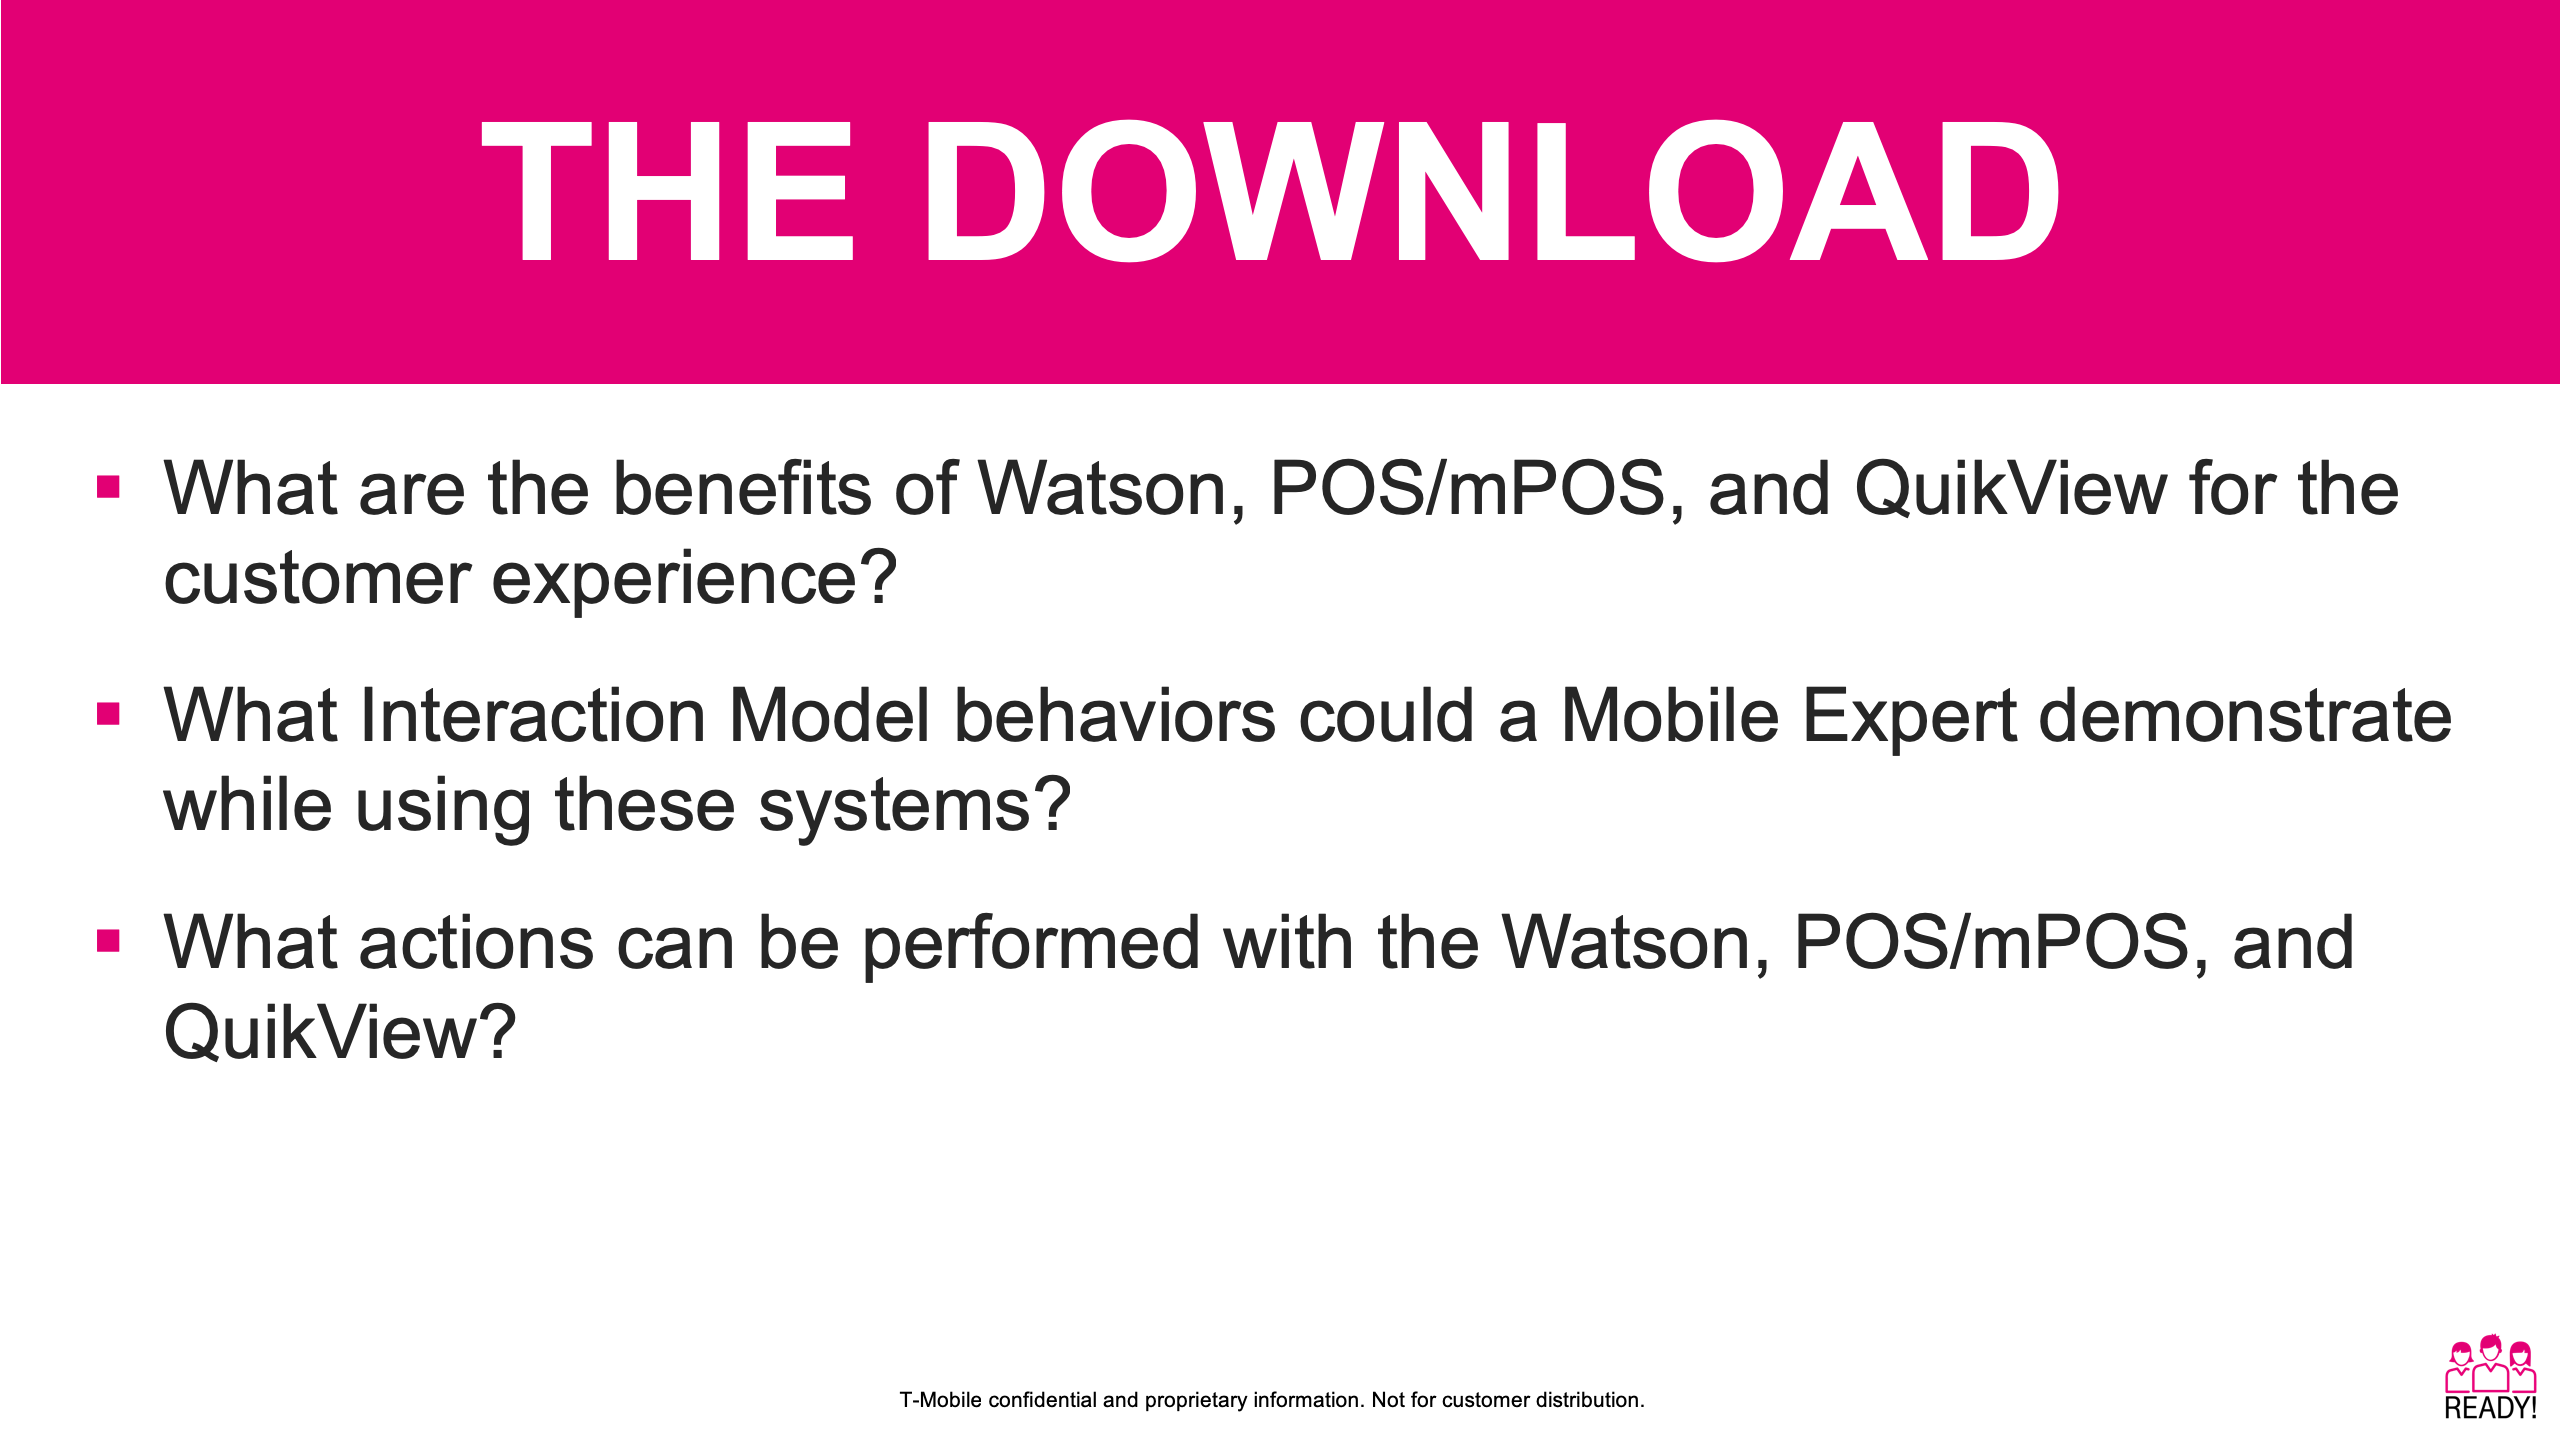 THE DOWNLOAD
What are the benefits of Watson, POS/mPOS, and QuikView for the
customer experience?
What Interaction Model behaviors could a Mobile Expert demonstrate
while using these systems?
What actions can be performed with the Watson, POS/mPOS, and
QuikView?
T-Mobile confidential and proprietary information. Not for customer distribution.
READY!